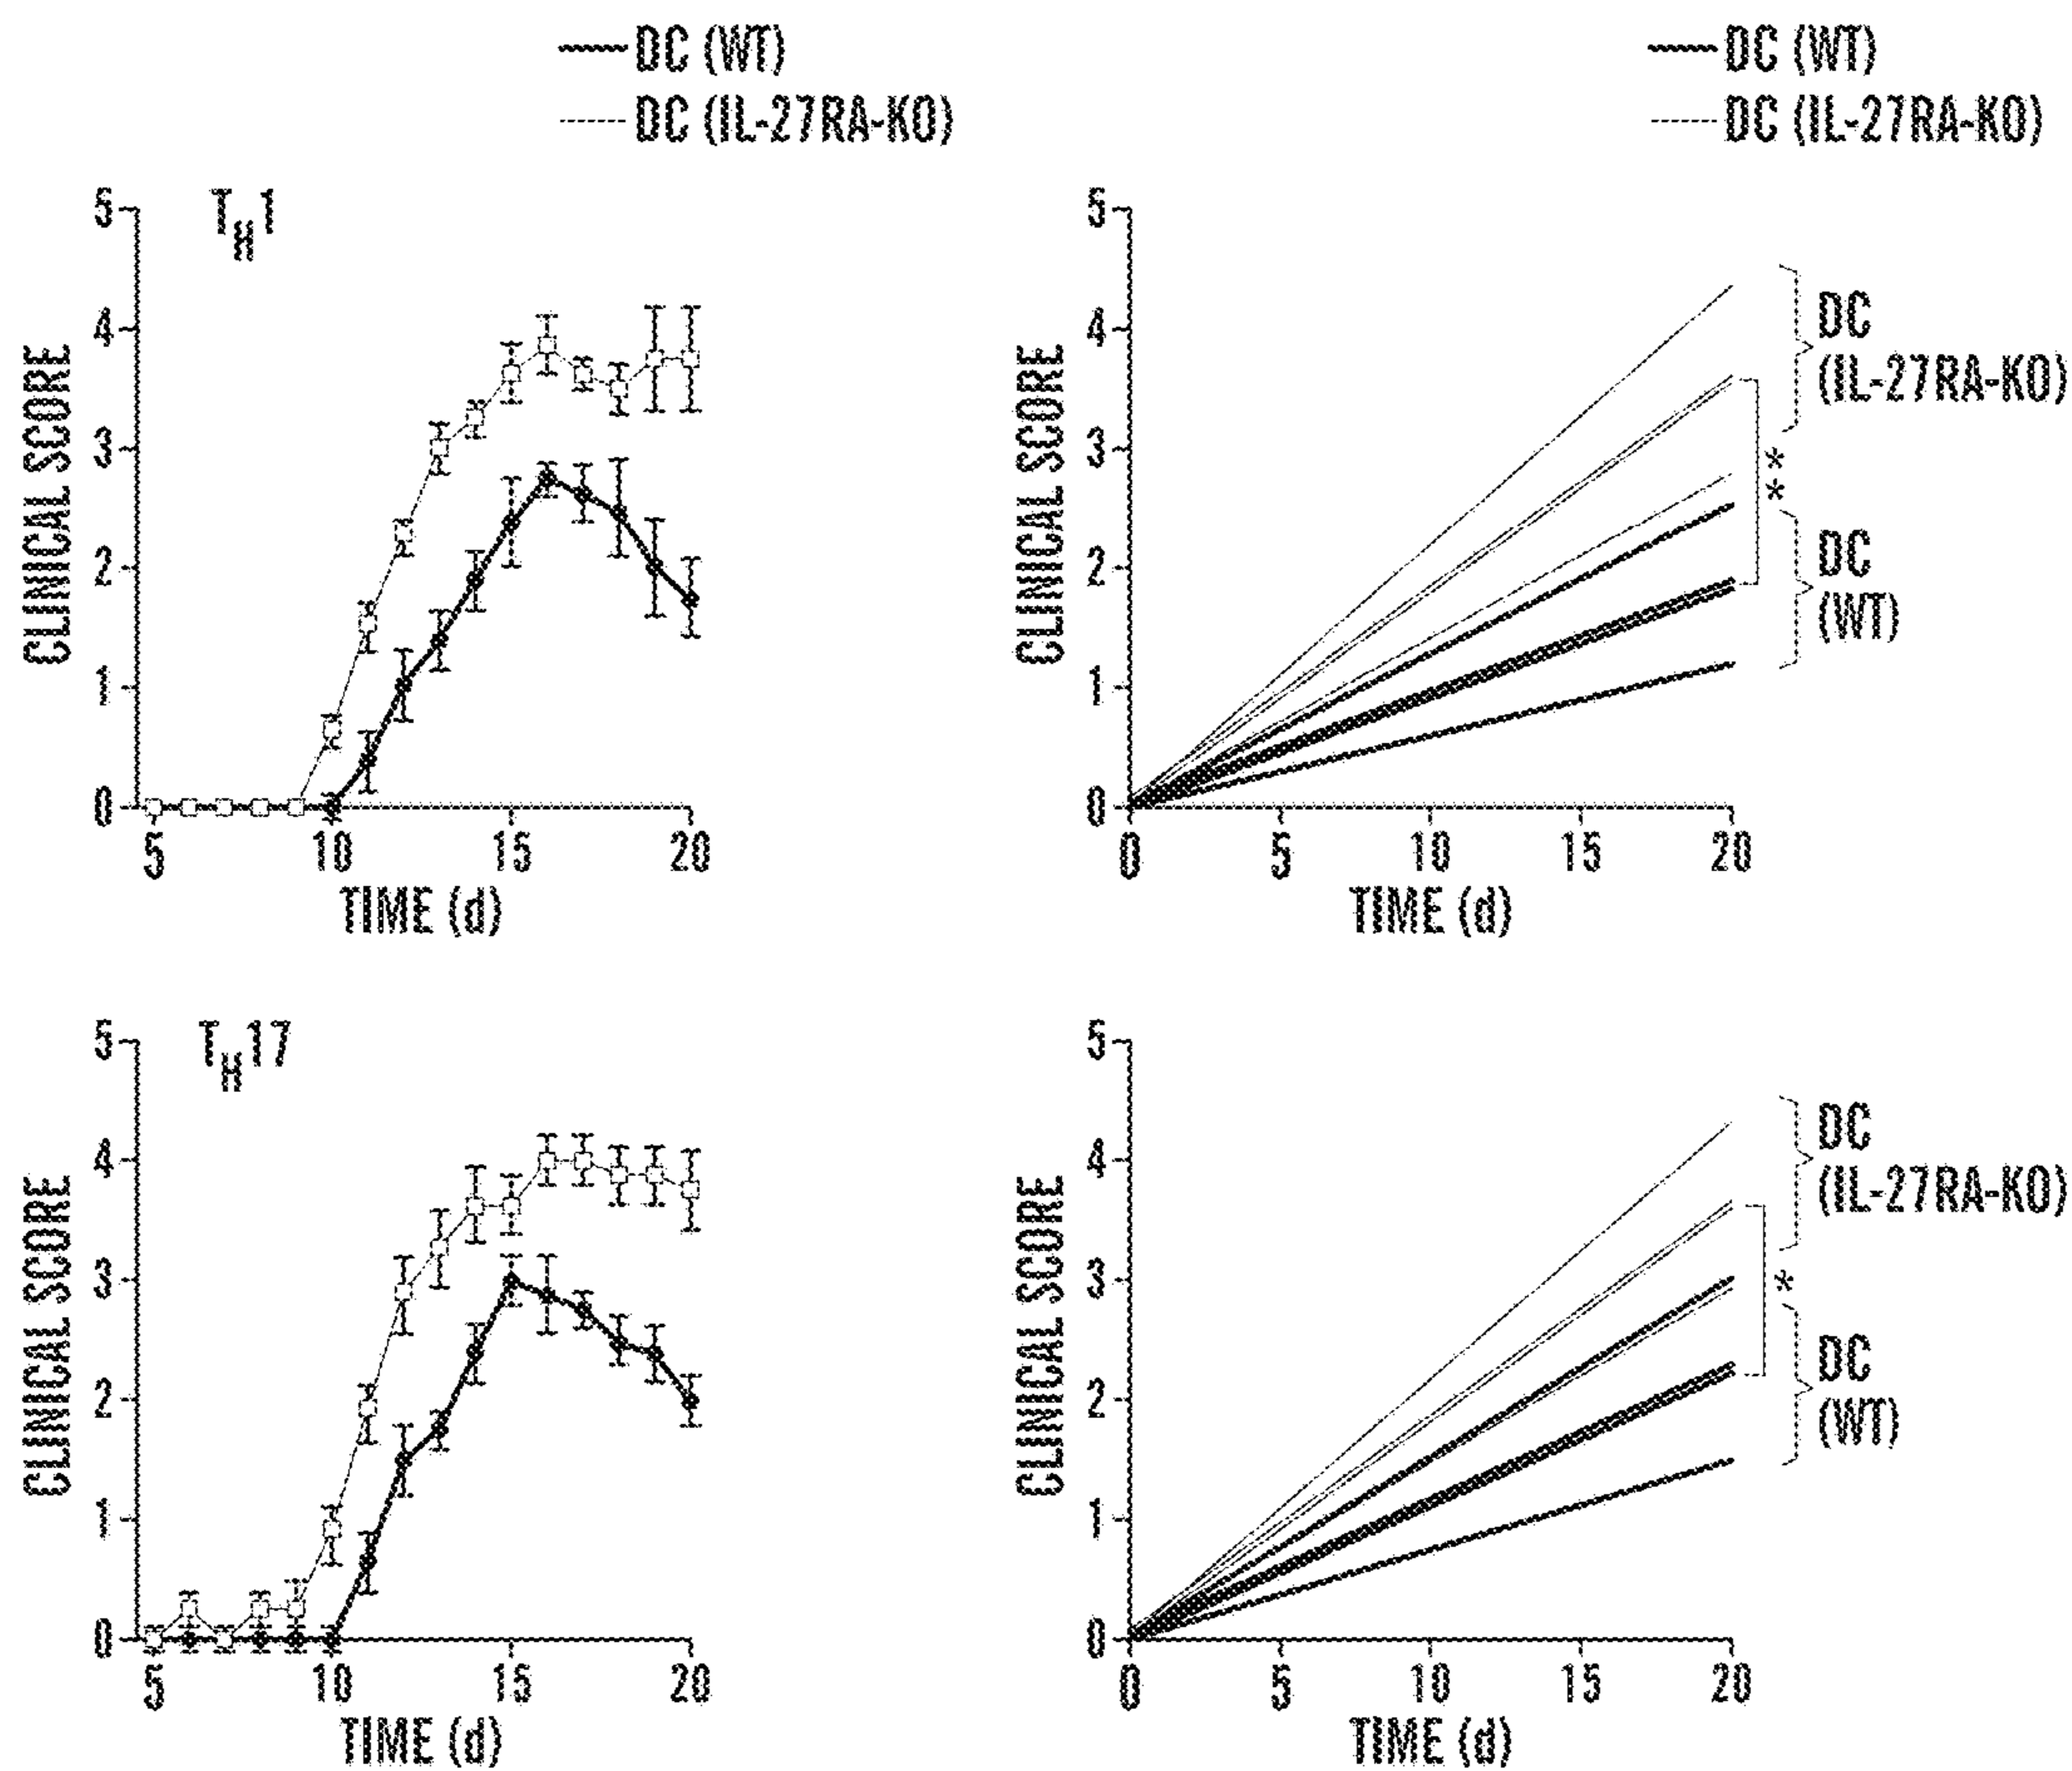 DC (WT)
DC (IL-27RA-KO)
DC (WT)
DC (IL-27RA-KO)
TH1
CLINICAL SCORE
5
4
3
2
1
0
5
10
15
20
TIME (d)
CLINICAL SCORE
5
4
3
2
1
0
0
5
10
15
20
TIME (d)
DC
(IL-27RA-KO)
**
DC
(WT)
TH17
CLINICAL SCORE
5
4
3
2
1
0
5
10
15
20
TIME (d)
CLINICAL SCORE
5
4
3
2
1
0
0
5
10
15
20
TIME (d)
DC
(IL-27RA-KO)
*
DC
(WT)